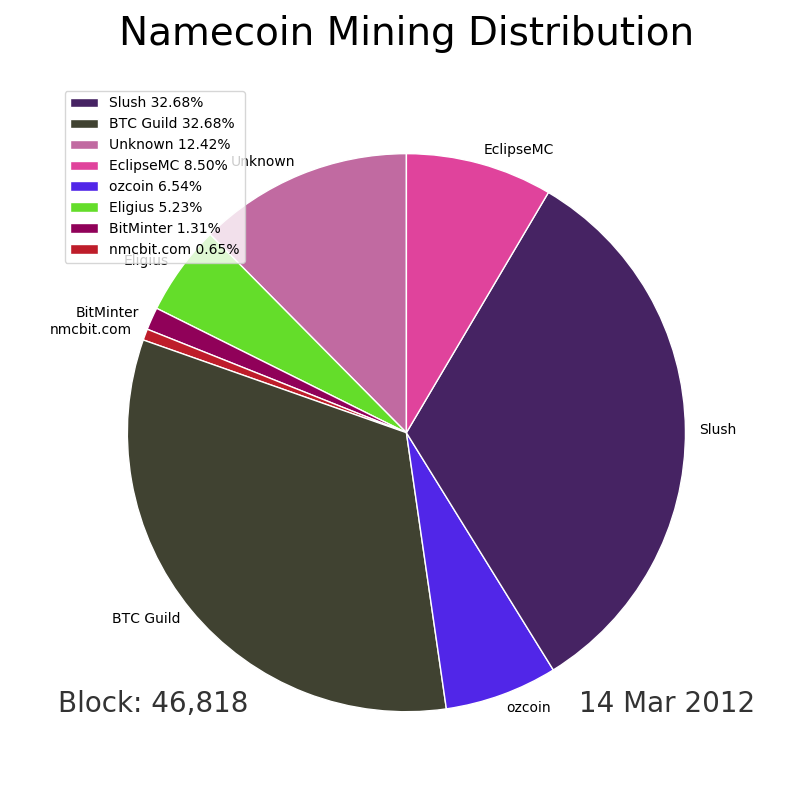 Namecoin Mining Distribution
Slush 32.68%
BTC Guild 32.68%
Unknown 12.42%
EclipseMC 8.50%
ozcoin 6.54%
Eligius 5.23%
BitMinter 1.31%
nmcbit.com 0.65%
EclipseMC
Unknown
Eligius
BitMinter
nmcbit.com
Slush
BTC Guild
ozcoin
Block: 46,818
14 Mar 2012